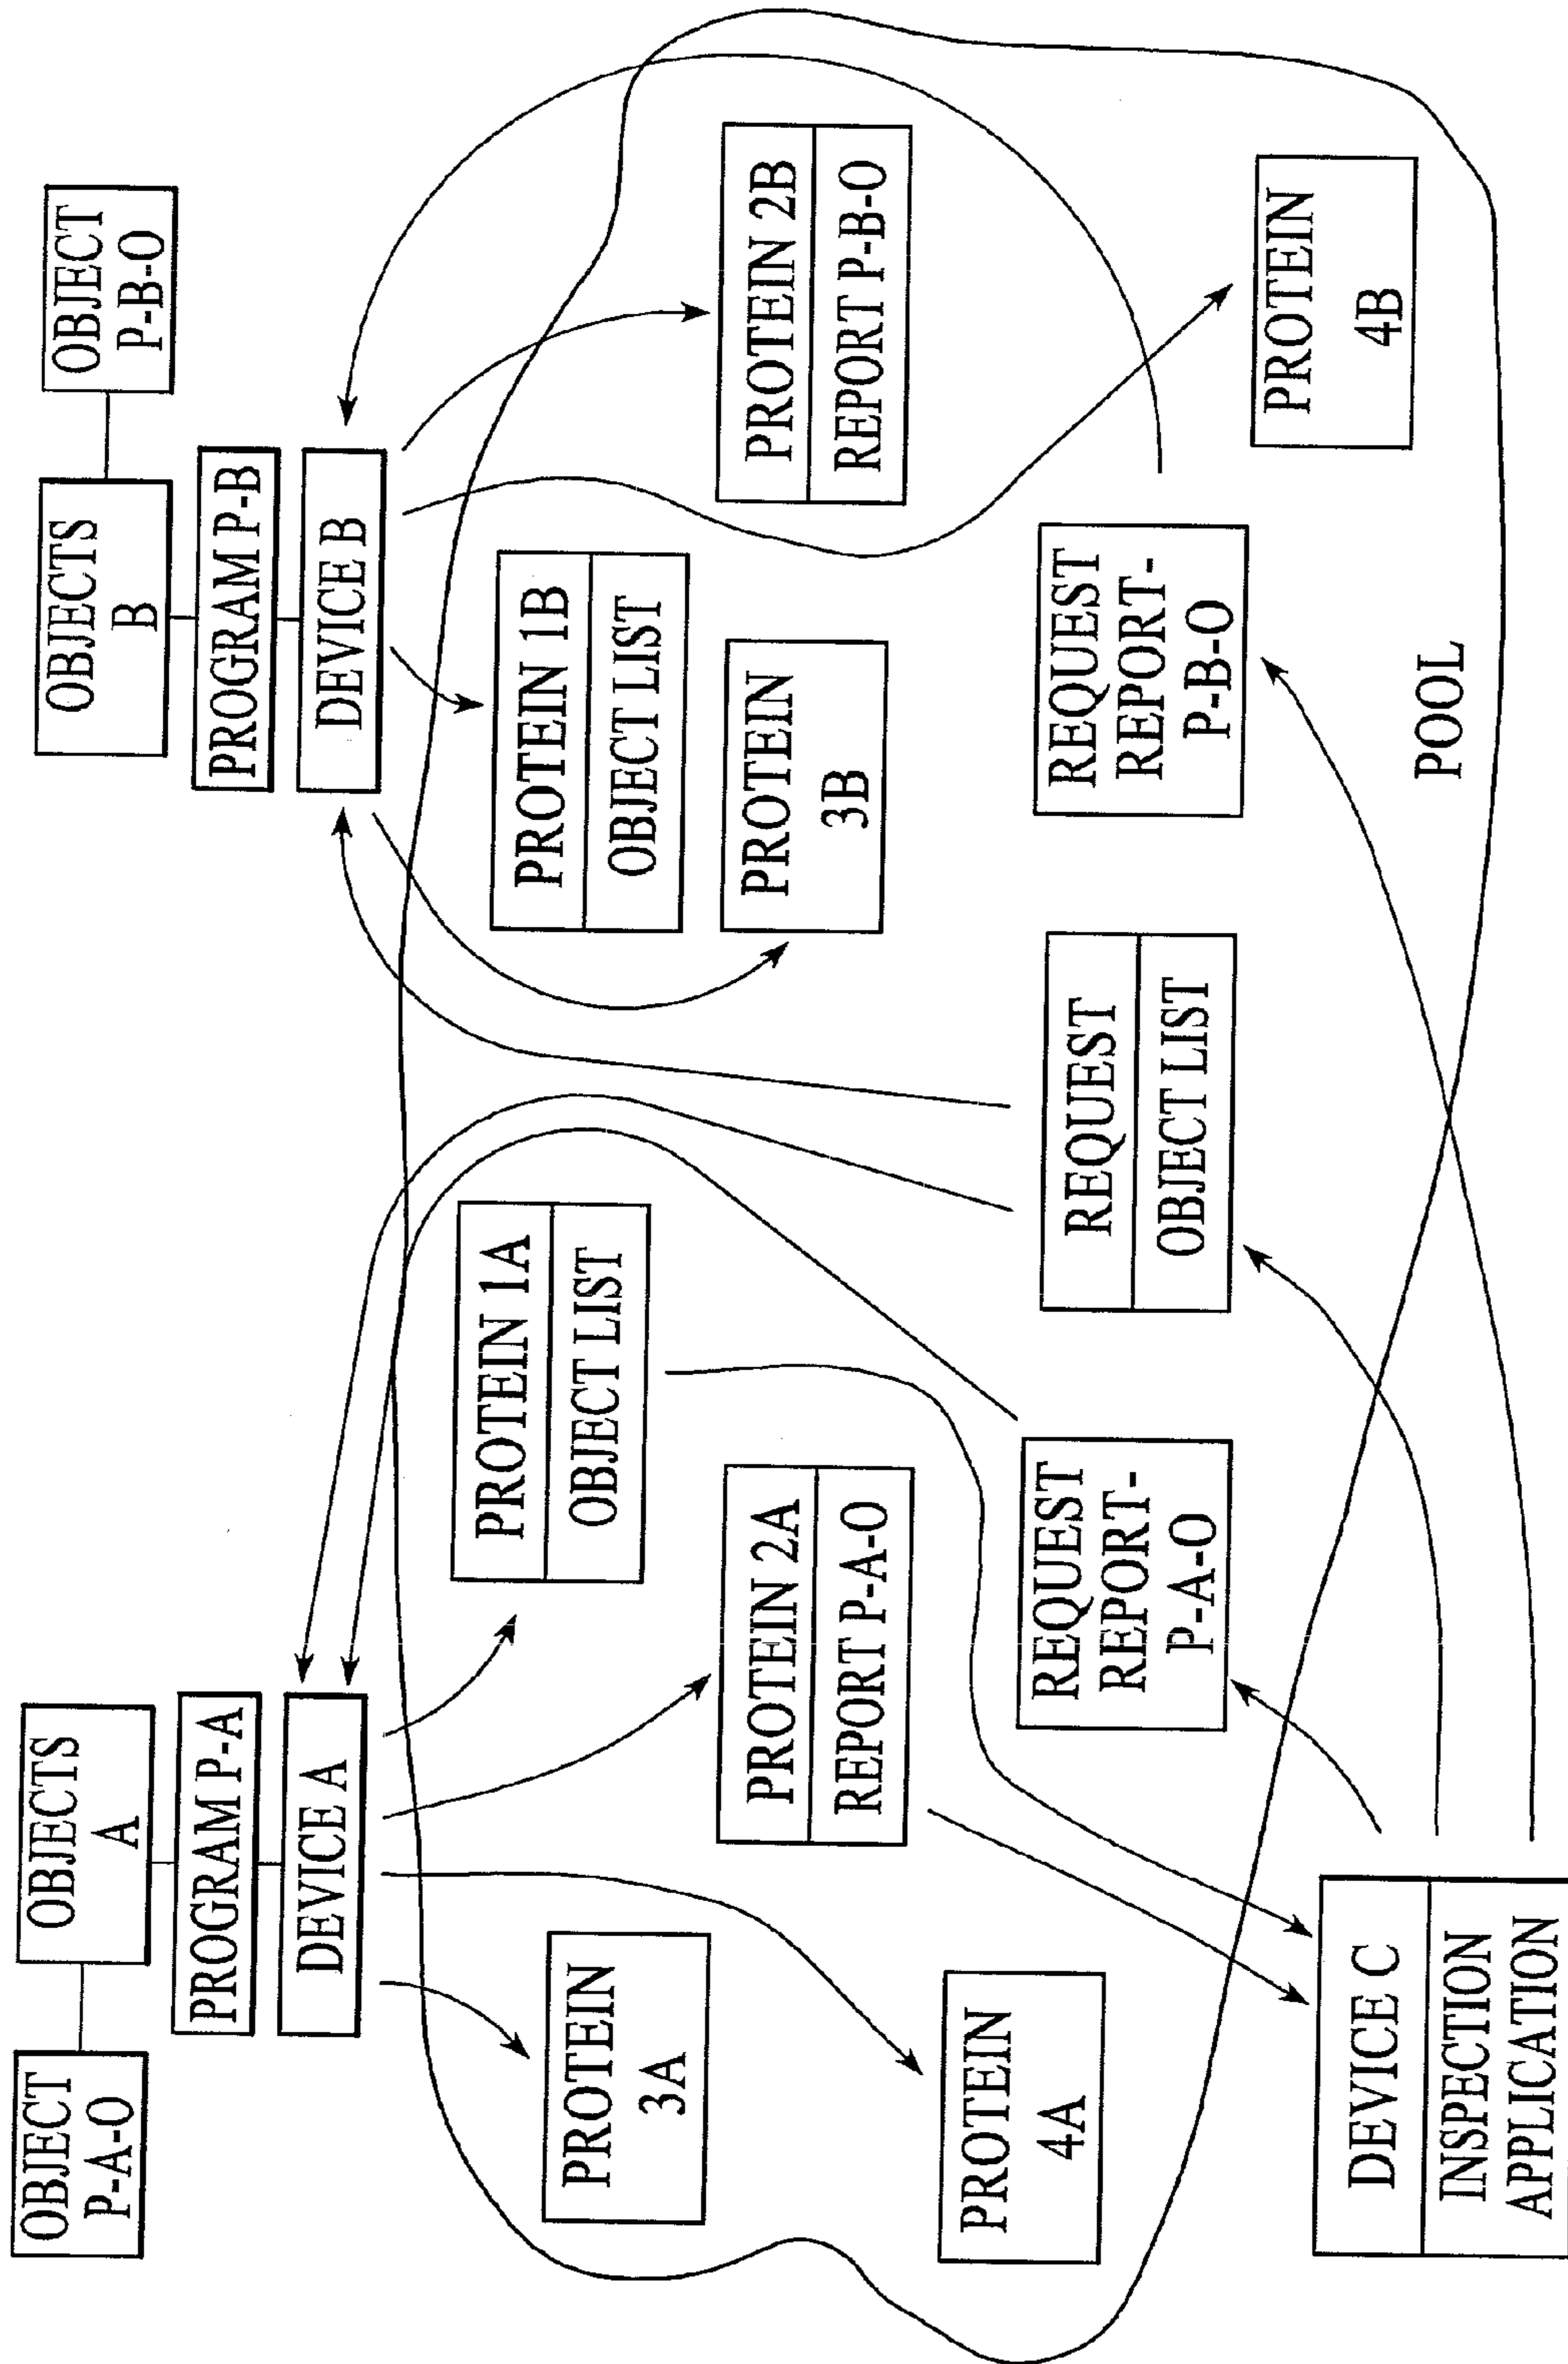 OBJECT
P-A-O
OBJECTS
A
PROGRAM P-A
DEVICE A
OBJECTS
B
OBJECT
P-B-O
PROGRAM P-B
DEVICE B
PROTEIN 1A
OBJECT LIST
PROTEIN 1B
OBJECT LIST
PROTEIN
3A
PROTEIN 2A
REPORT P-A-O
PROTEIN
3B
PROTEIN 2B
REPORT P-B-O
PROTEIN
4A
REQUEST
REPORT-
P-A-O
REQUEST
OBJECT LIST
REQUEST
REPORT-
P-B-O
PROTEIN
4B
DEVICE C
INSPECTION
APPLICATION
POOL